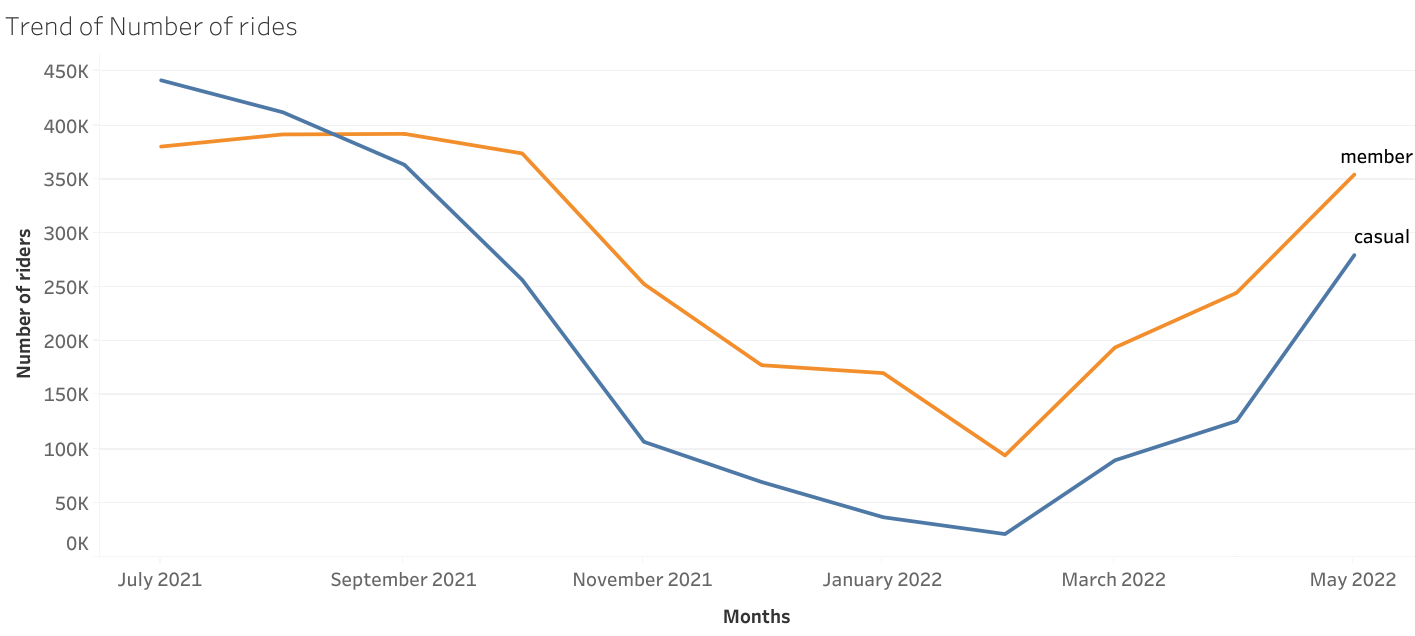 Trend of Number of rides
450K
400K
350K
300K
250K
200K
150K
100K
50K
0K
Number of riders
member
casual
July 2021
September 2021
November 2021
January 2022
March 2022
May 2022
Months